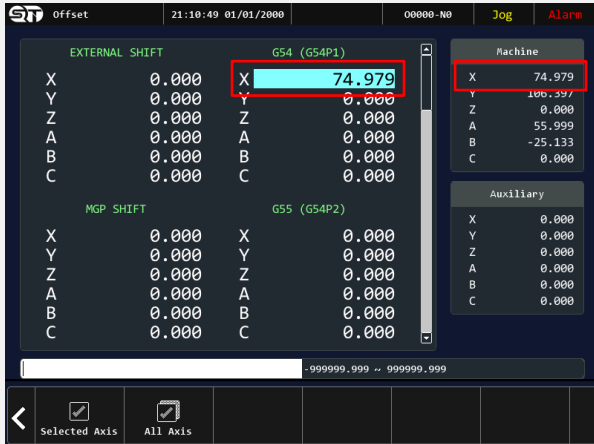 Offset 21:10:49 01/01/2000 O0000-N0 Jog Alarm
EXTERNAL SHIFT
X 0.000
Y 0.000
Z 0.000
A 0.000
B 0.000
C 0.000
G54 (G54P1)
X 74.979
Y 0.000
Z 0.000
A 0.000
B 0.000
C 0.000
MGP SHIFT
X 0.000
Y 0.000
Z 0.000
A 0.000
B 0.000
C 0.000
G55 (G54P2)
X 0.000
Y 0.000
Z 0.000
A 0.000
B 0.000
C 0.000
Machine
X 74.979
Y 106.397
Z 0.000
A 55.999
B -25.133
C 0.000
Auxiliary
X 0.000
Y 0.000
Z 0.000
A 0.000
B 0.000
C 0.000
-999999.999 ~ 999999.999
Selected Axis
All Axis